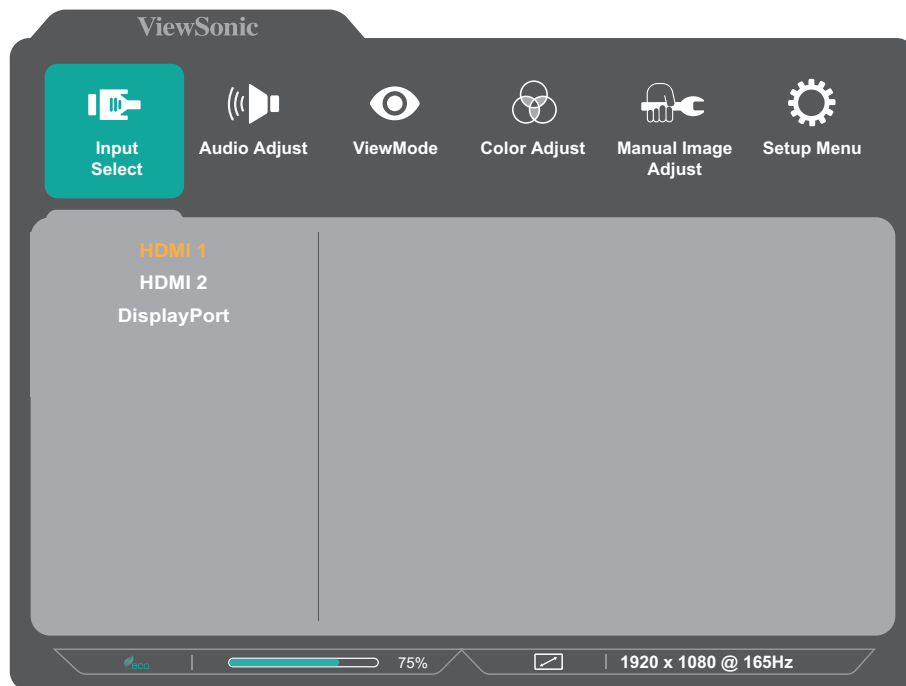 ViewSonic
Input
Select
Audio Adjust
ViewMode
Color Adjust
Manual Image
Adjust
Setup Menu
HDMI 1
HDMI 2
DisplayPort
ECO
75%
1920 x 1080 @ 165Hz